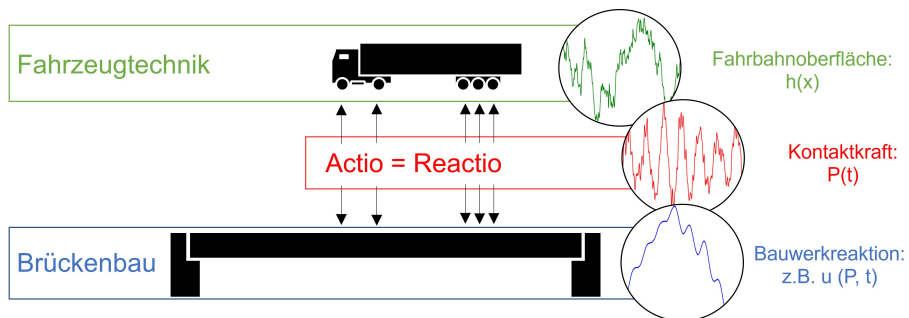 Fahrzeugtechnik
Fahrbahnoberfläche:
h(x)
Actio = Reactio
Kontaktkraft:
P(t)
Brückenbau
Bauwerkreaktion:
z.B. u (P, t)